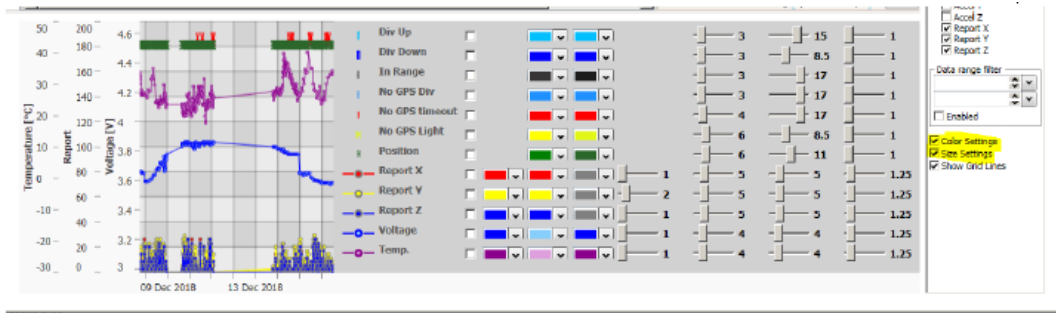 50 200 4.6
40 180
4.4
160
30 140 4.2
20 120
Temperature [°C]
Report
Voltage [V]
100 4
10
80 3.8
0 60 3.6
-10 40 3.4
-20 20 3.2
-30 0 3
09 Dec 2018 13 Dec 2018
Div Up 3 15 1
Div Down 3 8.5 1
In Range 3 17 1
No GPS Div 3 17 1
No GPS timeout 4 17 1
No GPS Light 6 8.5 1
Position 6 11 1
Report X 1 5 5 1.25
Report Y 2 5 5 1.25
Report Z 1 5 5 1.25
Voltage 1 4 4 1.25
Temp. 1 4 4 1.25
Accel Z
Report X
Report Y
Report Z
Data range filter
Enabled
Color Settings
Size Settings
Show Grid Lines